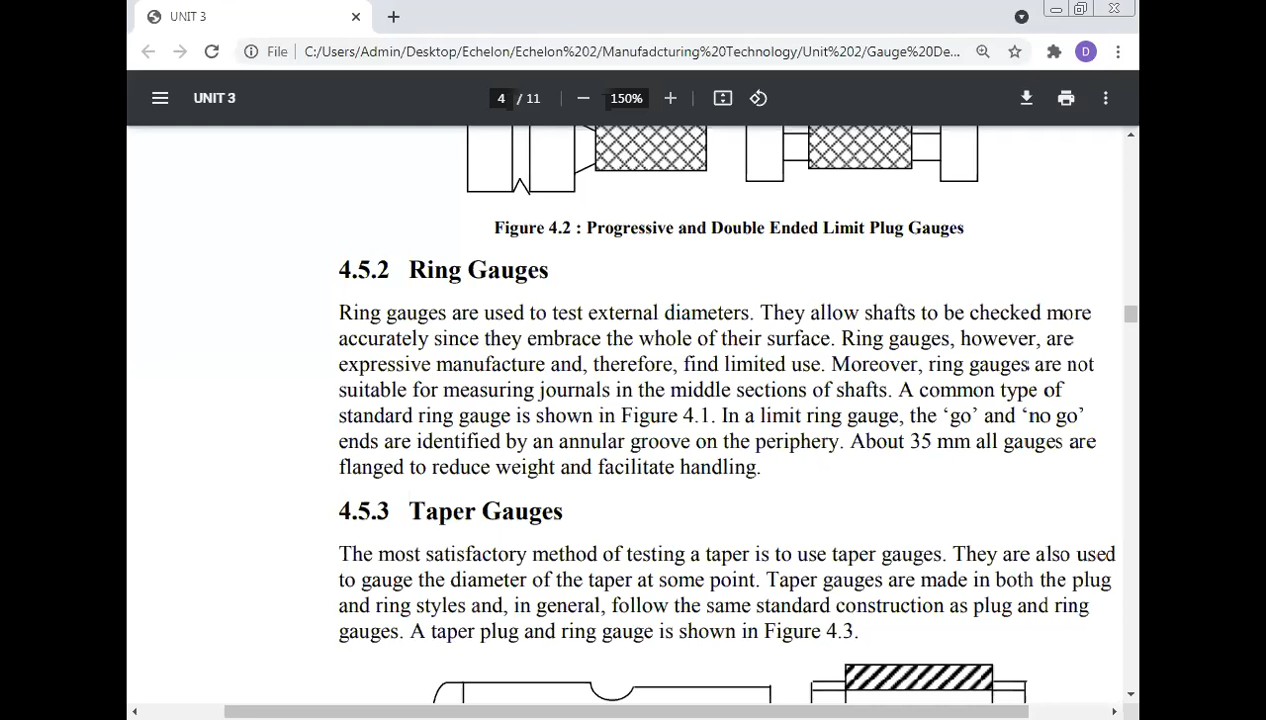 UNIT 3
File
C:/Users/Admin/Desktop/Echelon/Echelon%202/Manufadcturing%20Technology/Unit%202/Gauge%20De...
D
UNIT 3
4 / 11
150%
Figure 4.2 : Progressive and Double Ended Limit Plug Gauges
4.5.2 Ring Gauges
Ring gauges are used to test external diameters. They allow shafts to be checked more
accurately since they embrace the whole of their surface. Ring gauges, however, are
expressive manufacture and, therefore, find limited use. Moreover, ring gauges are not
suitable for measuring journals in the middle sections of shafts. A common type of
standard ring gauge is shown in Figure 4.1. In a limit ring gauge, the ‘go’ and ‘no go’
ends are identified by an annular groove on the periphery. About 35 mm all gauges are
flanged to reduce weight and facilitate handling.
4.5.3 Taper Gauges
The most satisfactory method of testing a taper is to use taper gauges. They are also used
to gauge the diameter of the taper at some point. Taper gauges are made in both the plug
and ring styles and, in general, follow the same standard construction as plug and ring
gauges. A taper plug and ring gauge is shown in Figure 4.3.